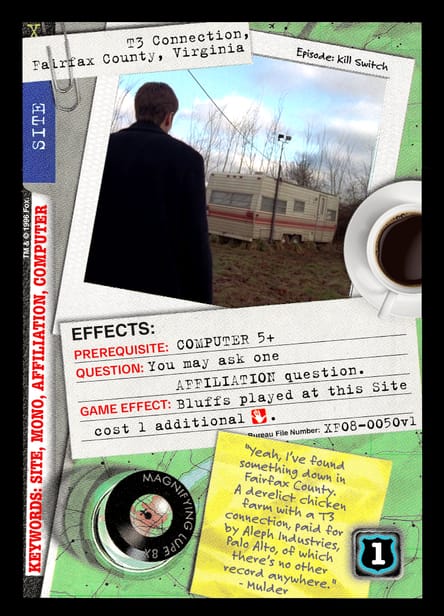 X
T3 Connection,
Fairfax County, Virginia
Episode: Kill Switch
SITE
TM & © 1996 Fox.
KEYWORDS: SITE, MONO, AFFILIATION, COMPUTER
EFFECTS:
PREREQUISITE: COMPUTER 5+
QUESTION: You may ask one
AFFILIATION question.
GAME EFFECT: Bluffs played at this Site
cost 1 additional .
Bureau File Number: XF08-0050v1
MAGNIFYING LUPE 8X
"Yeah, I've found
something down in
Fairfax County.
A derelict chicken
farm with a T3
connection, paid for
by Aleph Industries,
Palo Alto, of which
there's no other
record anywhere."
- Mulder
1